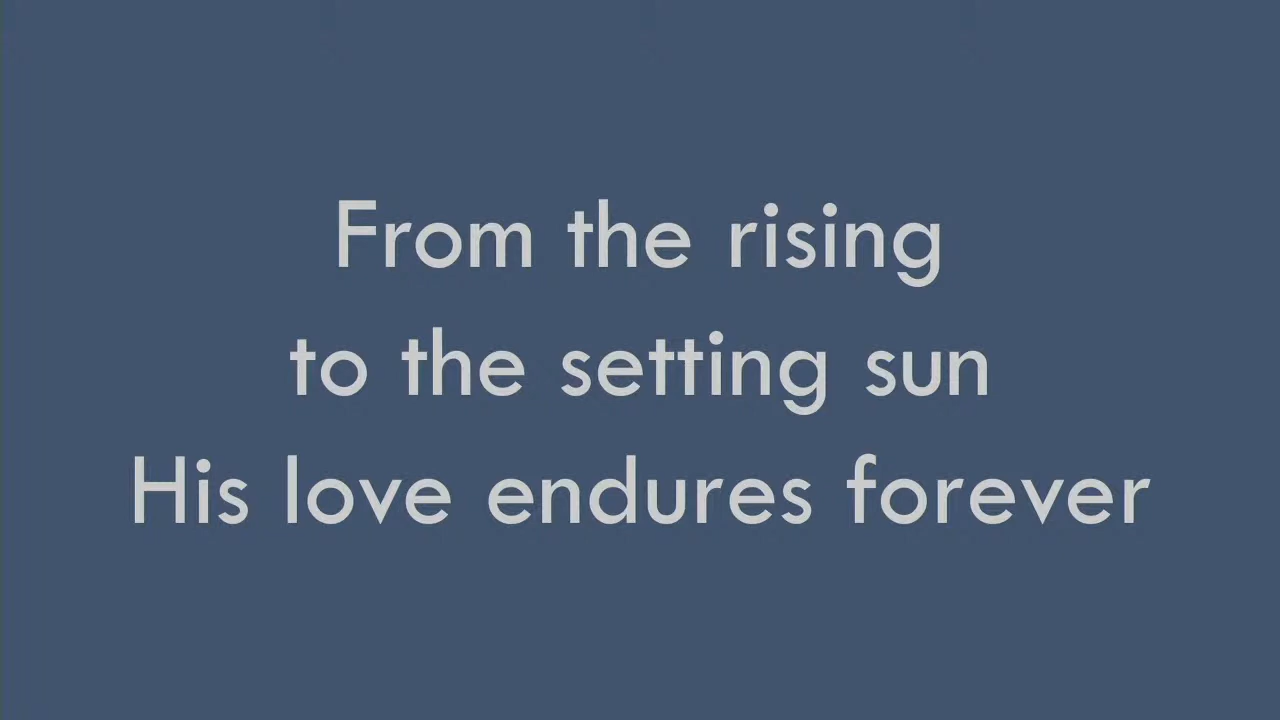 From the rising
to the setting sun
His love endures forever